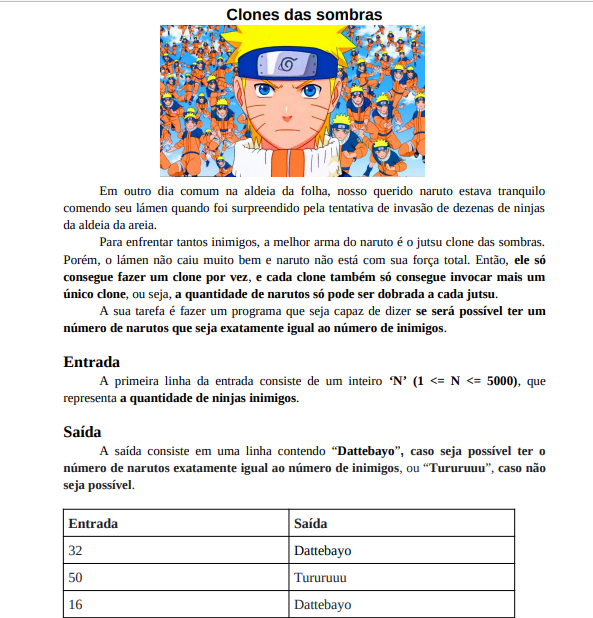 Clones das sombras
Em outro dia comum na aldeia da folha, nosso querido naruto estava tranquilo
comendo seu lámen quando foi surpreendido pela tentativa de invasão de dezenas de ninjas
da aldeia da areia.
Para enfrentar tantos inimigos, a melhor arma do naruto é o jutsu clone das sombras.
Porém, o lámen não caiu muito bem e naruto não está com sua força total. Então, ele só
consegue fazer um clone por vez, e cada clone também só consegue invocar mais um
único clone, ou seja, a quantidade de narutos só pode ser dobrada a cada jutsu.
A sua tarefa é fazer um programa que seja capaz de dizer se será possível ter um
número de narutos que seja exatamente igual ao número de inimigos.
Entrada
A primeira linha da entrada consiste de um inteiro ‘N’ (1 <= N <= 5000), que
representa a quantidade de ninjas inimigos.
Saída
A saída consiste em uma linha contendo “Dattebayo”, caso seja possível ter o
número de narutos exatamente igual ao número de inimigos, ou “Tururuuu”, caso não
seja possível.
Entrada Saída
32 Dattebayo
50 Tururuuu
16 Dattebayo